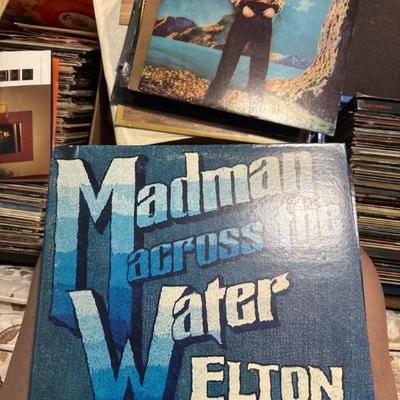 Madman
across the
Water
ELTON